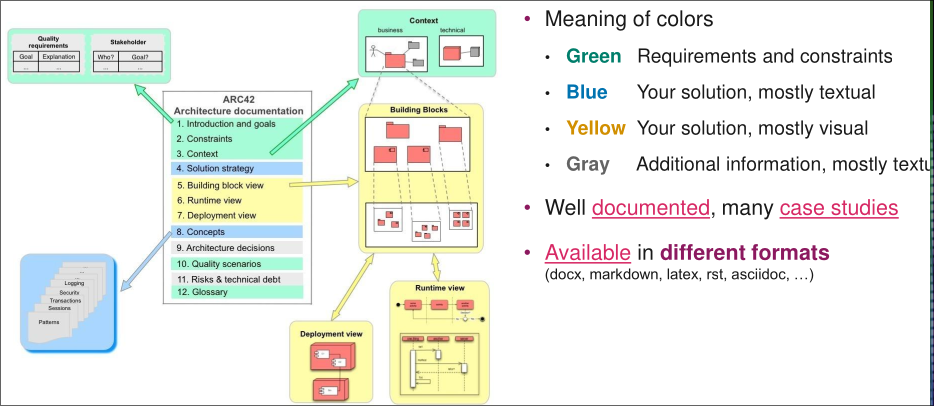 Quality
requirements
Goal Explanation
... ...
Stakeholder
Who? Goal?
... ...
Context
business technical
ARC42
Architecture documentation
1. Introduction and goals
2. Constraints
3. Context
4. Solution strategy
5. Building block view
6. Runtime view
7. Deployment view
8. Concepts
9. Architecture decisions
10. Quality scenarios
11. Risks & technical debt
12. Glossary
Building Blocks
Logging
Security
Transactions
Sessions
Patterns
Deployment view
Runtime view
• Meaning of colors
• Green Requirements and constraints
• Blue Your solution, mostly textual
• Yellow Your solution, mostly visual
• Gray Additional information, mostly textu
• Well documented, many case studies
• Available in different formats
(docx, markdown, latex, rst, asciidoc, …)